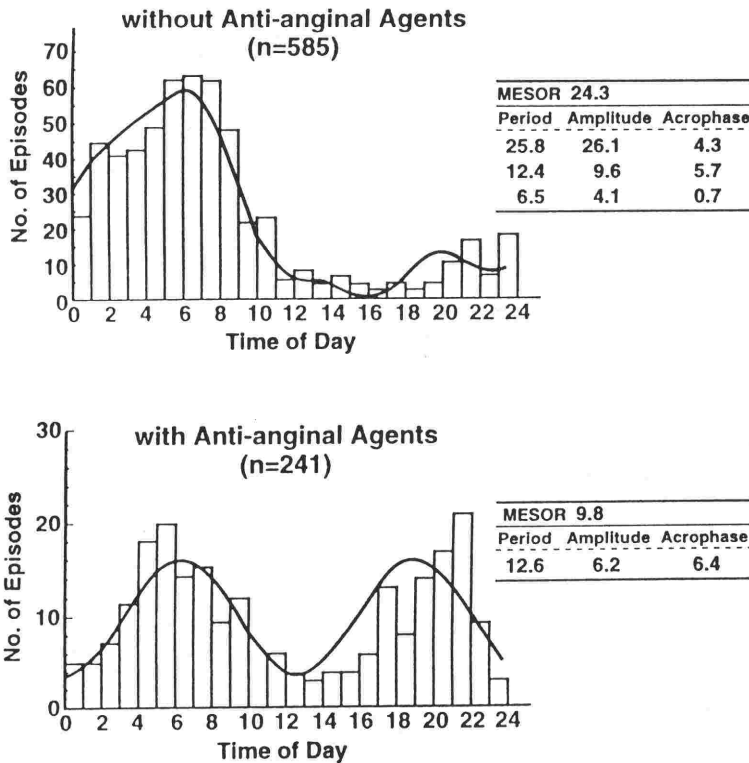 without Anti-anginal Agents
(n=585)
No. of Episodes
70
60
50
40
30
20
10
0
0 2 4 6 8 10 12 14 16 18 20 22 24
Time of Day
MESOR 24.3
Period Amplitude Acrophase
25.8 26.1 4.3
12.4 9.6 5.7
6.5 4.1 0.7
with Anti-anginal Agents
(n=241)
No. of Episodes
30
20
10
0
0 2 4 6 8 10 12 14 16 18 20 22 24
Time of Day
MESOR 9.8
Period Amplitude Acrophase
12.6 6.2 6.4